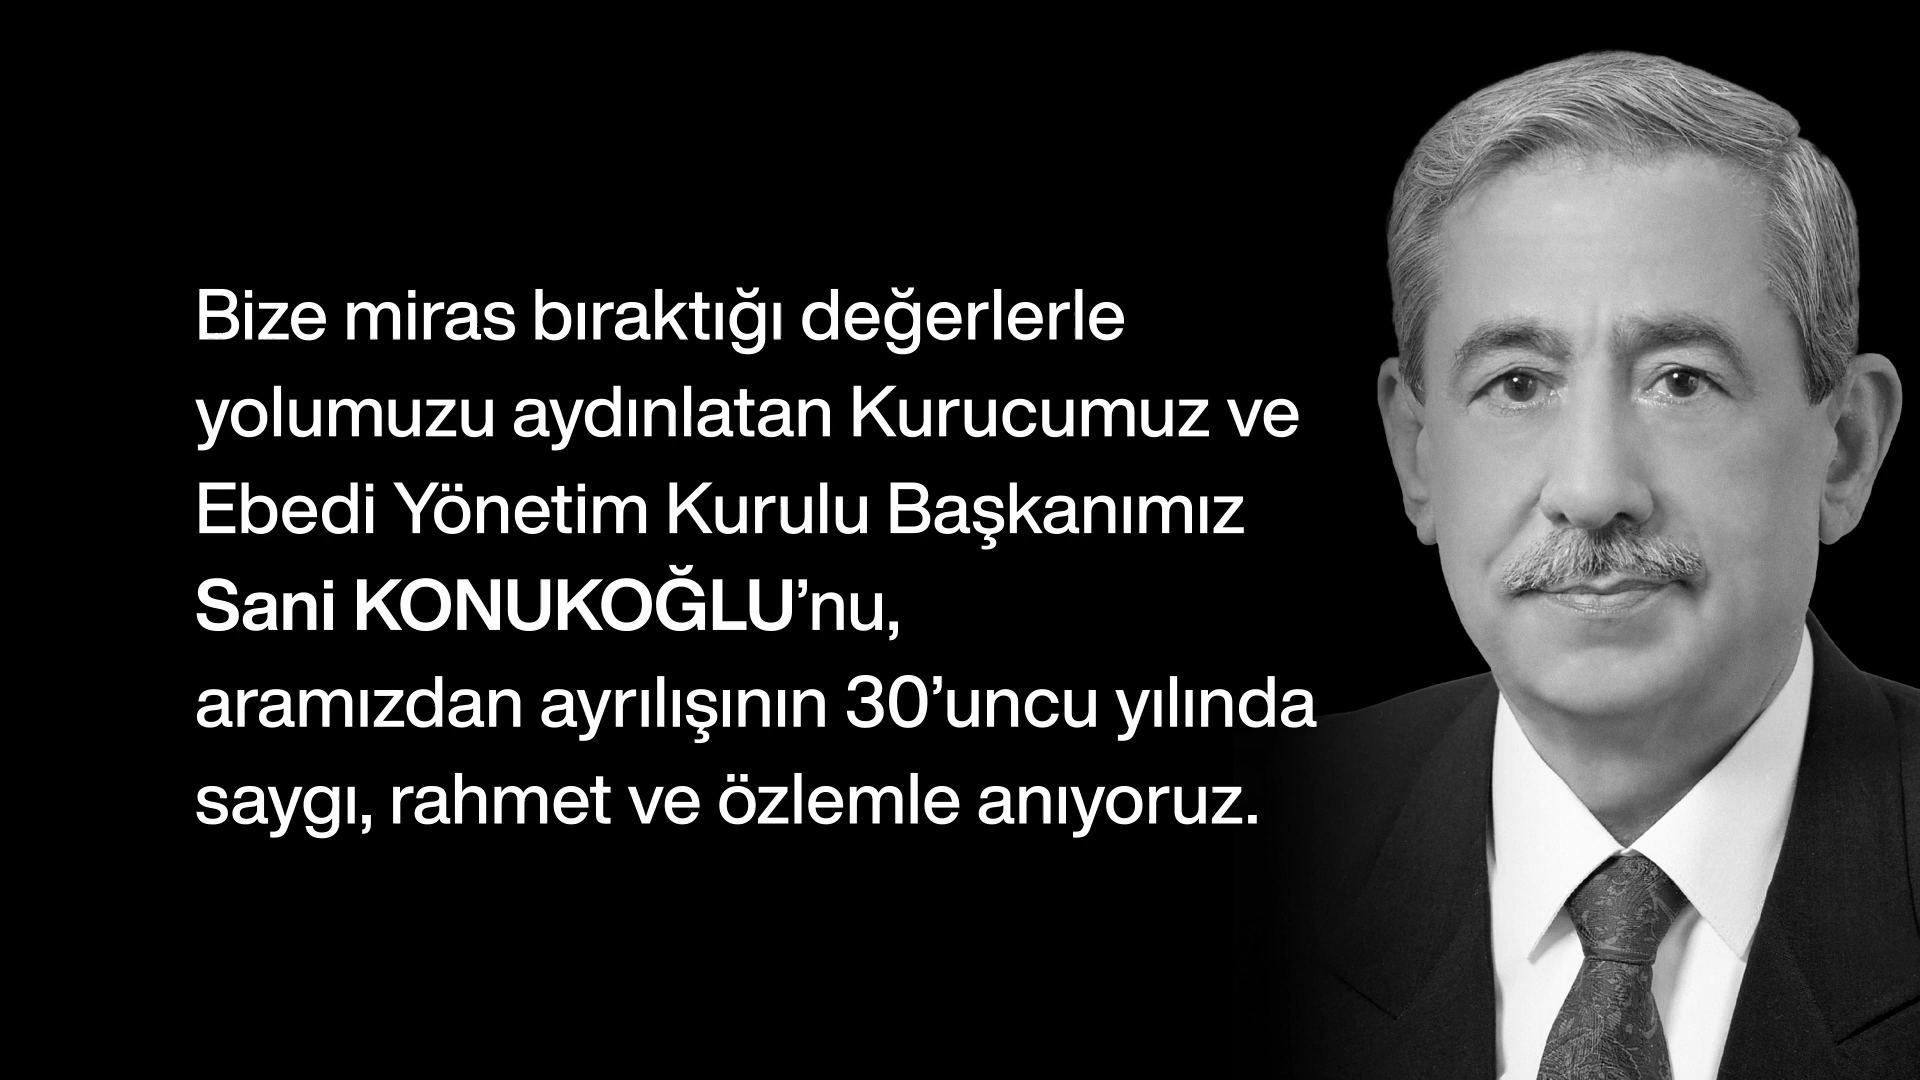 Bize miras bıraktığı değerlerle
yolumuzu aydınlatan Kurucumuz ve
Ebedi Yönetim Kurulu Başkanımız
Sani KONUKOĞLU’nu,
aramızdan ayrılışının 30’uncu yılında
saygı, rahmet ve özlemle anıyoruz.